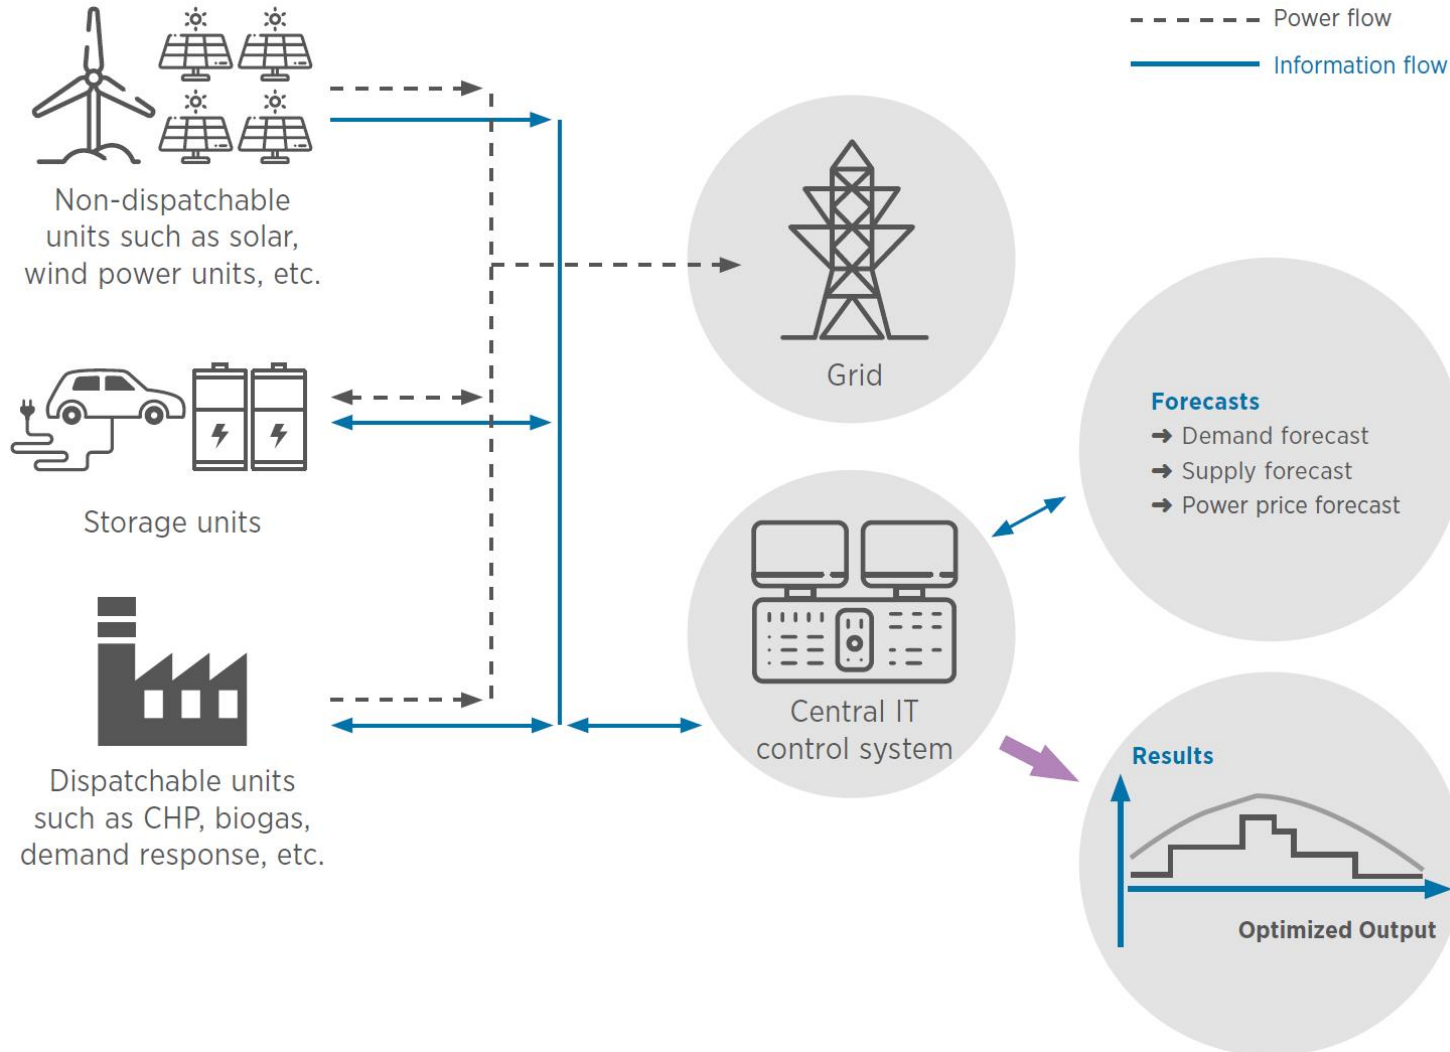 Power flow
Information flow
Non-dispatchable
units such as solar,
wind power units, etc.
Grid
Storage units
Forecasts
➜ Demand forecast
➜ Supply forecast
➜ Power price forecast
Central IT
control system
Dispatchable units
such as CHP, biogas,
demand response, etc.
Results
Optimized Output